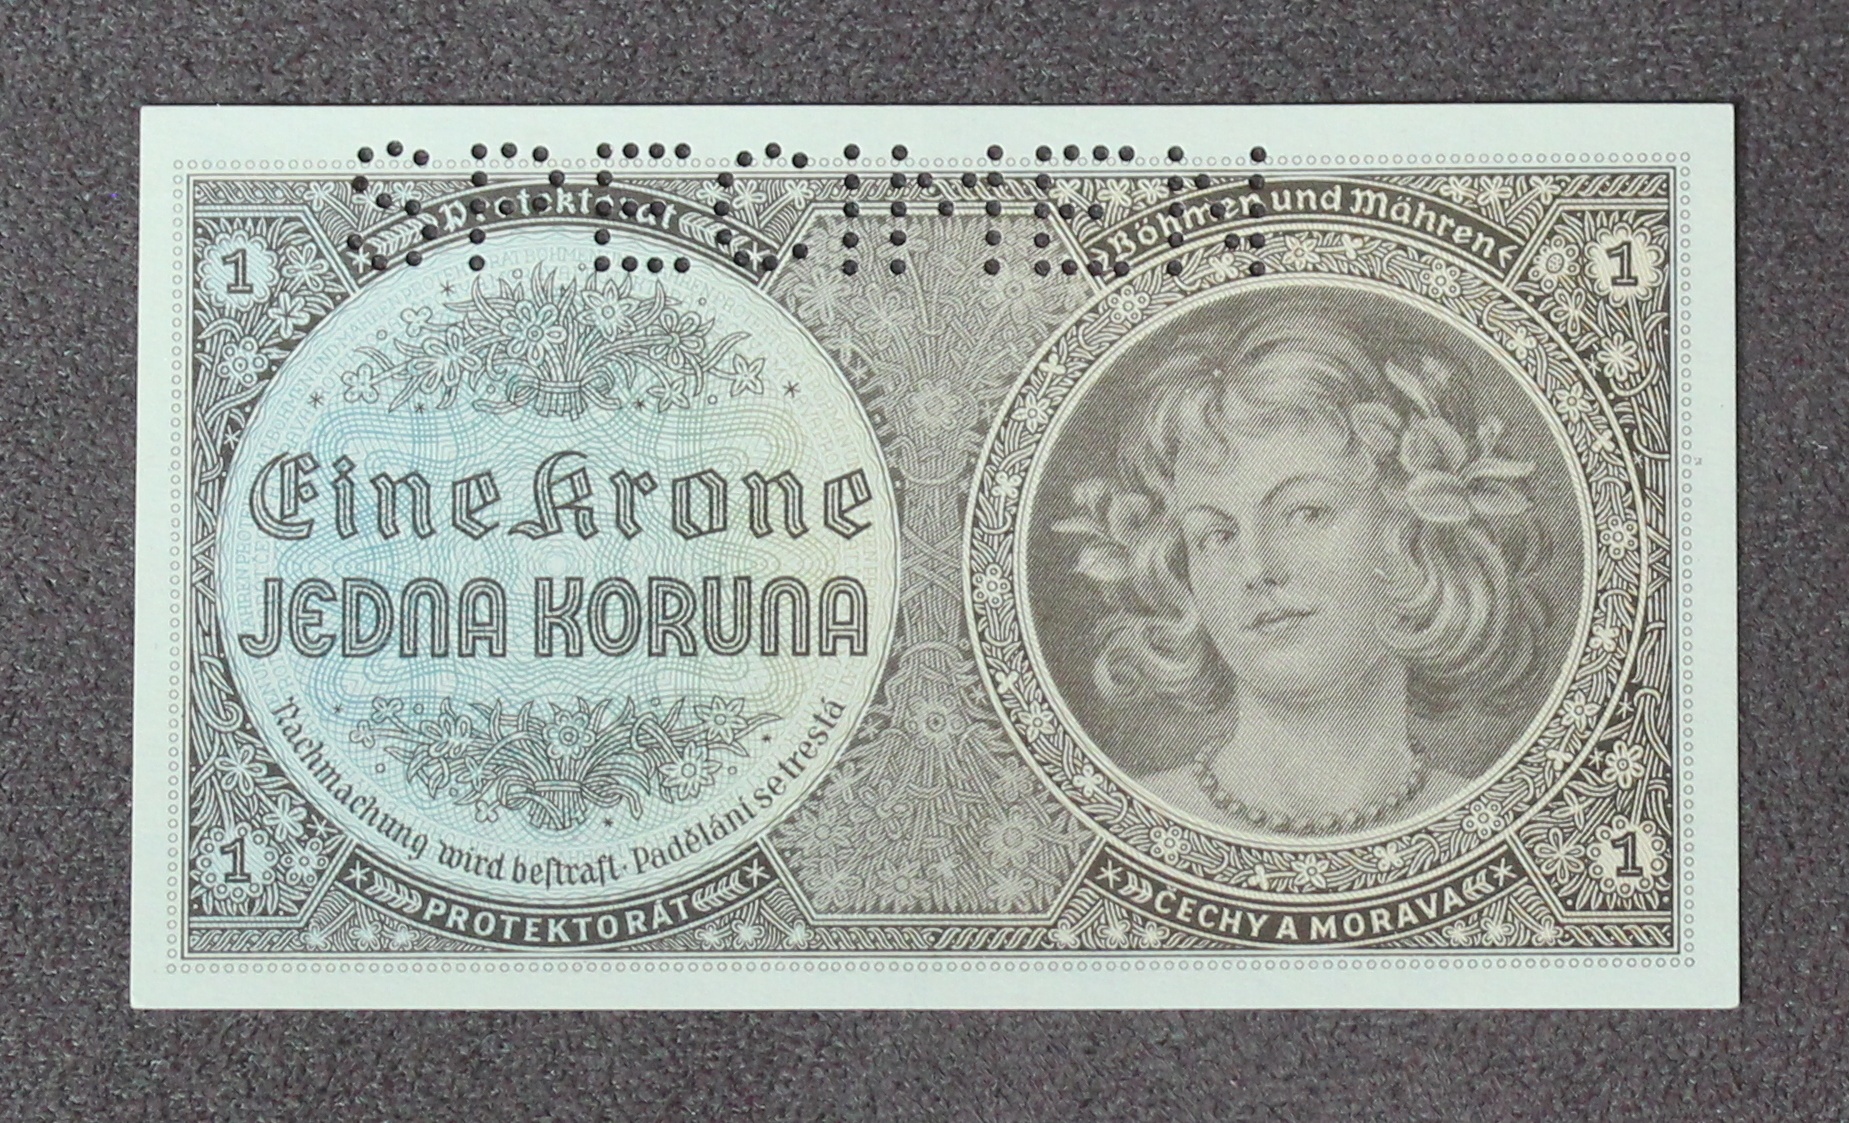 SPECIMEN
Protektorat
Böhmen und Mähren
1
1
Eine Krone
JEDNA KORUNA
Nachmachung wird beſtraft · Padělání se trestá
1
1
PROTEKTORÁT
ČECHY A MORAVA